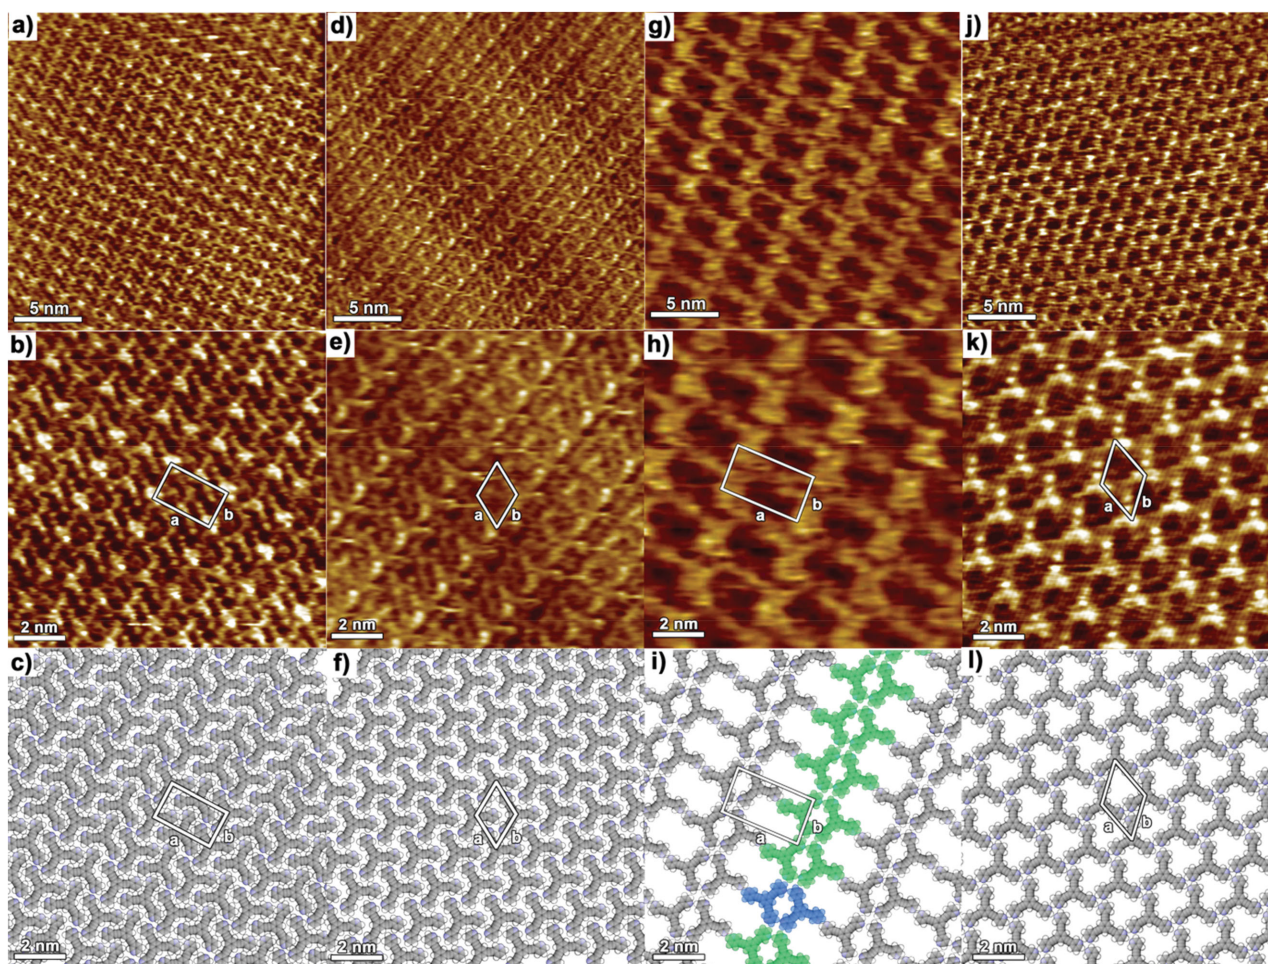 a) d) g) j)
5 nm 5 nm 5 nm 5 nm
b) e) h) k)
a b a b a b a b
2 nm 2 nm 2 nm 2 nm
c) f) i) l)
a b a b a b a b
2 nm 2 nm 2 nm 2 nm